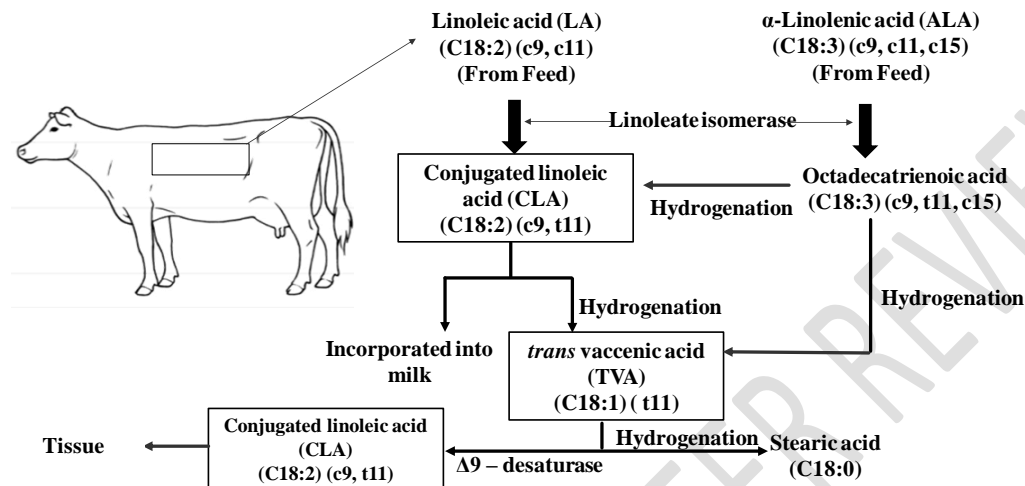 Linoleic acid (LA)
(C18:2) (c9, c11)
(From Feed)
α-Linolenic acid (ALA)
(C18:3) (c9, c11, c15)
(From Feed)
Linoleate isomerase
Conjugated linoleic
acid (CLA)
(C18:2) (c9, t11)
Hydrogenation
Octadecatrienoic acid
(C18:3) (c9, t11, c15)
Hydrogenation
Hydrogenation
Incorporated into
milk
trans vaccenic acid
(TVA)
(C18:1) ( t11)
Tissue
Conjugated linoleic acid
(CLA)
(C18:2) (c9, t11)
Δ9 – desaturase
Hydrogenation
Stearic acid
(C18:0)
TER REVIEW